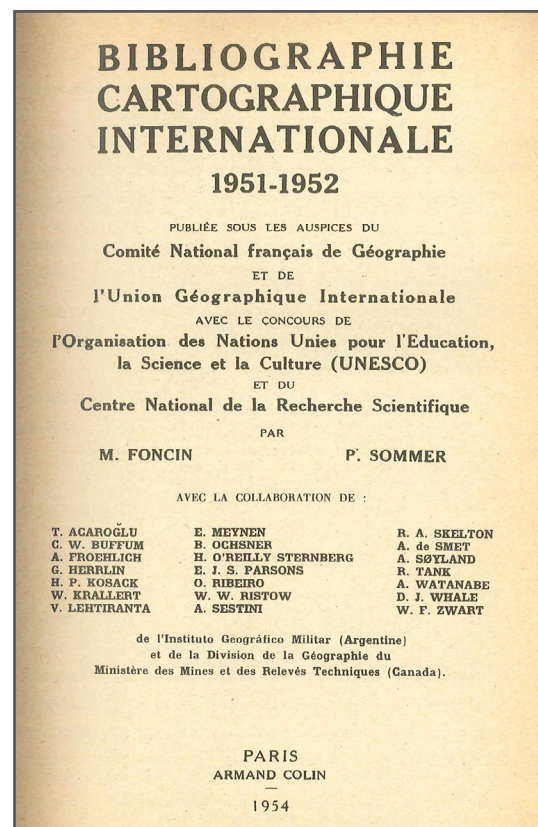 BIBLIOGRAPHIE
CARTOGRAPHIQUE
INTERNATIONALE
1951-1952
PUBLIÉE SOUS LES AUSPICES DU
Comité National français de Géographie
ET DE
l'Union Géographique Internationale
AVEC LE CONCOURS DE
l'Organisation des Nations Unies pour l'Education,
la Science et la Culture (UNESCO)
ET DU
Centre National de la Recherche Scientifique
PAR
M. FONCIN P. SOMMER
AVEC LA COLLABORATION DE :
T. ACAROĞLU
C. W. BUFFUM
A. FROEHLICH
G. HERRLIN
H. P. KOSACK
W. KRALLERT
V. LEHTIRANTA
E. MEYNEN
B. OCHSNER
H. O'REILLY STERNBERG
E. J. S. PARSONS
O. RIBEIRO
W. W. RISTOW
A. SESTINI
R. A. SKELTON
A. de SMET
A. SØYLAND
R. TANK
A. WATANABE
D. J. WHALE
W. F. ZWART
de l'Instituto Geográfico Militar (Argentine)
et de la Division de la Géographie du
Ministère des Mines et des Relevés Techniques (Canada).
PARIS
ARMAND COLIN
1954